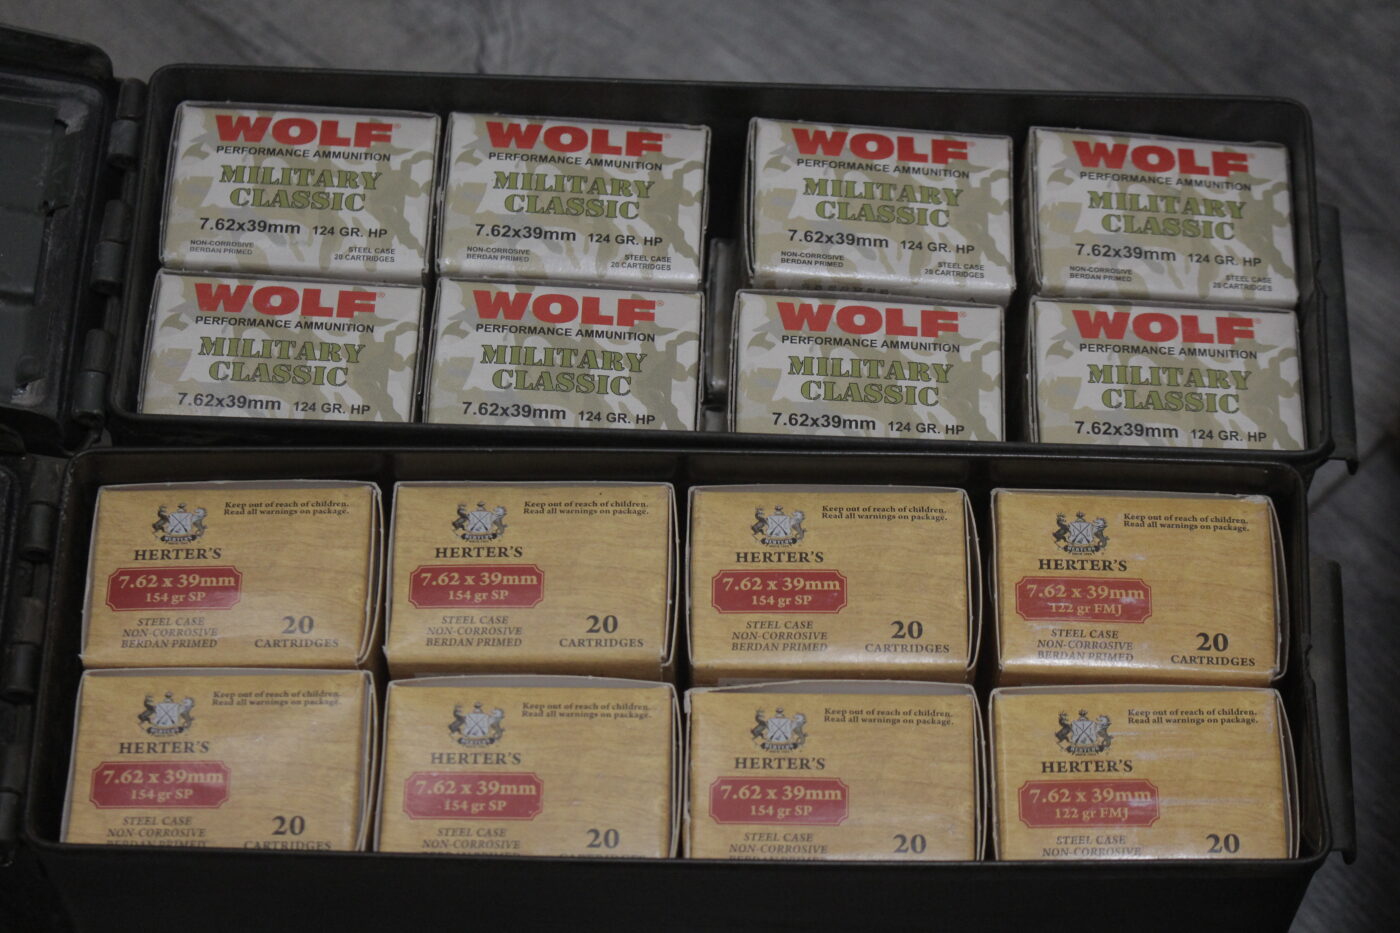 WOLF®
PERFORMANCE AMMUNITION
MILITARY
CLASSIC
7.62x39mm 124 GR. HP
NON-CORROSIVE
BERDAN PRIMED
STEEL CASE
20 CARTRIDGES
WOLF®
PERFORMANCE AMMUNITION
MILITARY
CLASSIC
7.62x39mm 124 GR. HP
NON-CORROSIVE
BERDAN PRIMED
STEEL CASE
20 CARTRIDGES
WOLF®
PERFORMANCE AMMUNITION
MILITARY
CLASSIC
7.62x39mm 124 GR. HP
NON-CORROSIVE
BERDAN PRIMED
STEEL CASE
20 CARTRIDGES
WOLF®
PERFORMANCE AMMUNITION
MILITARY
CLASSIC
7.62x39mm 124 GR. HP
NON-CORROSIVE
BERDAN PRIMED
STEEL CASE
20 CARTRIDGES
WOLF®
PERFORMANCE AMMUNITION
MILITARY
CLASSIC
7.62x39mm 124 GR. HP
WOLF®
PERFORMANCE AMMUNITION
MILITARY
CLASSIC
7.62x39mm 124 GR. HP
WOLF®
PERFORMANCE AMMUNITION
MILITARY
CLASSIC
7.62x39mm 124 GR. HP
WOLF®
PERFORMANCE AMMUNITION
MILITARY
CLASSIC
7.62x39mm 124 GR. HP
Keep out of reach of children.
Read all warnings on package.
HERTER'S
7.62 x 39mm
154 gr SP
STEEL CASE
NON-CORROSIVE
BERDAN PRIMED
20
CARTRIDGES
Keep out of reach of children.
Read all warnings on package.
HERTER'S
7.62 x 39mm
154 gr SP
STEEL CASE
NON-CORROSIVE
BERDAN PRIMED
20
CARTRIDGES
Keep out of reach of children.
Read all warnings on package.
HERTER'S
7.62 x 39mm
154 gr SP
STEEL CASE
NON-CORROSIVE
BERDAN PRIMED
20
CARTRIDGES
Keep out of reach of children.
Read all warnings on package.
HERTER'S
7.62 x 39mm
122 gr FMJ
STEEL CASE
NON-CORROSIVE
BERDAN PRIMED
20
CARTRIDGES
Keep out of reach of children.
Read all warnings on package.
HERTER'S
7.62 x 39mm
154 gr SP
STEEL CASE
NON-CORROSIVE
BERDAN PRIMED
20
CARTRIDGES
Keep out of reach of children.
Read all warnings on package.
HERTER'S
7.62 x 39mm
154 gr SP
STEEL CASE
NON-CORROSIVE
20
Keep out of reach of children.
Read all warnings on package.
HERTER'S
7.62 x 39mm
154 gr SP
STEEL CASE
NON-CORROSIVE
20
Keep out of reach of children.
Read all warnings on package.
HERTER'S
7.62 x 39mm
122 gr FMJ
STEEL CASE
NON-CORROSIVE
20